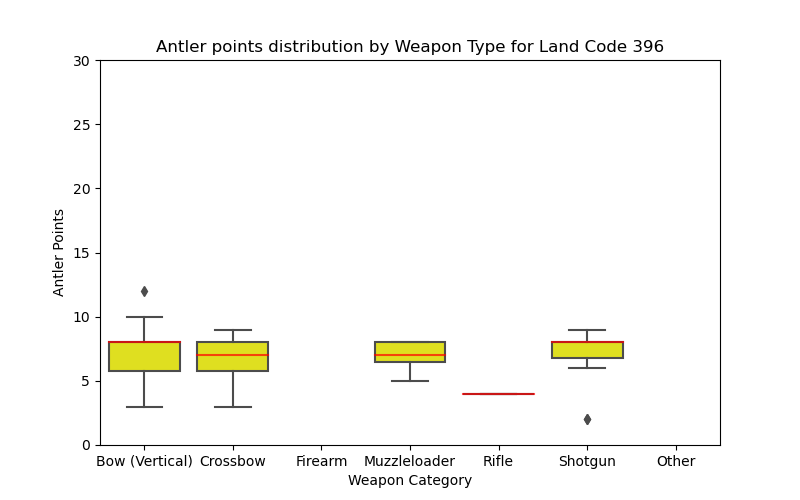 Antler points distribution by Weapon Type for Land Code 396
30
25
20
15
10
5
0
Antler Points
Bow (Vertical) Crossbow Firearm Muzzleloader Rifle Shotgun Other
Weapon Category